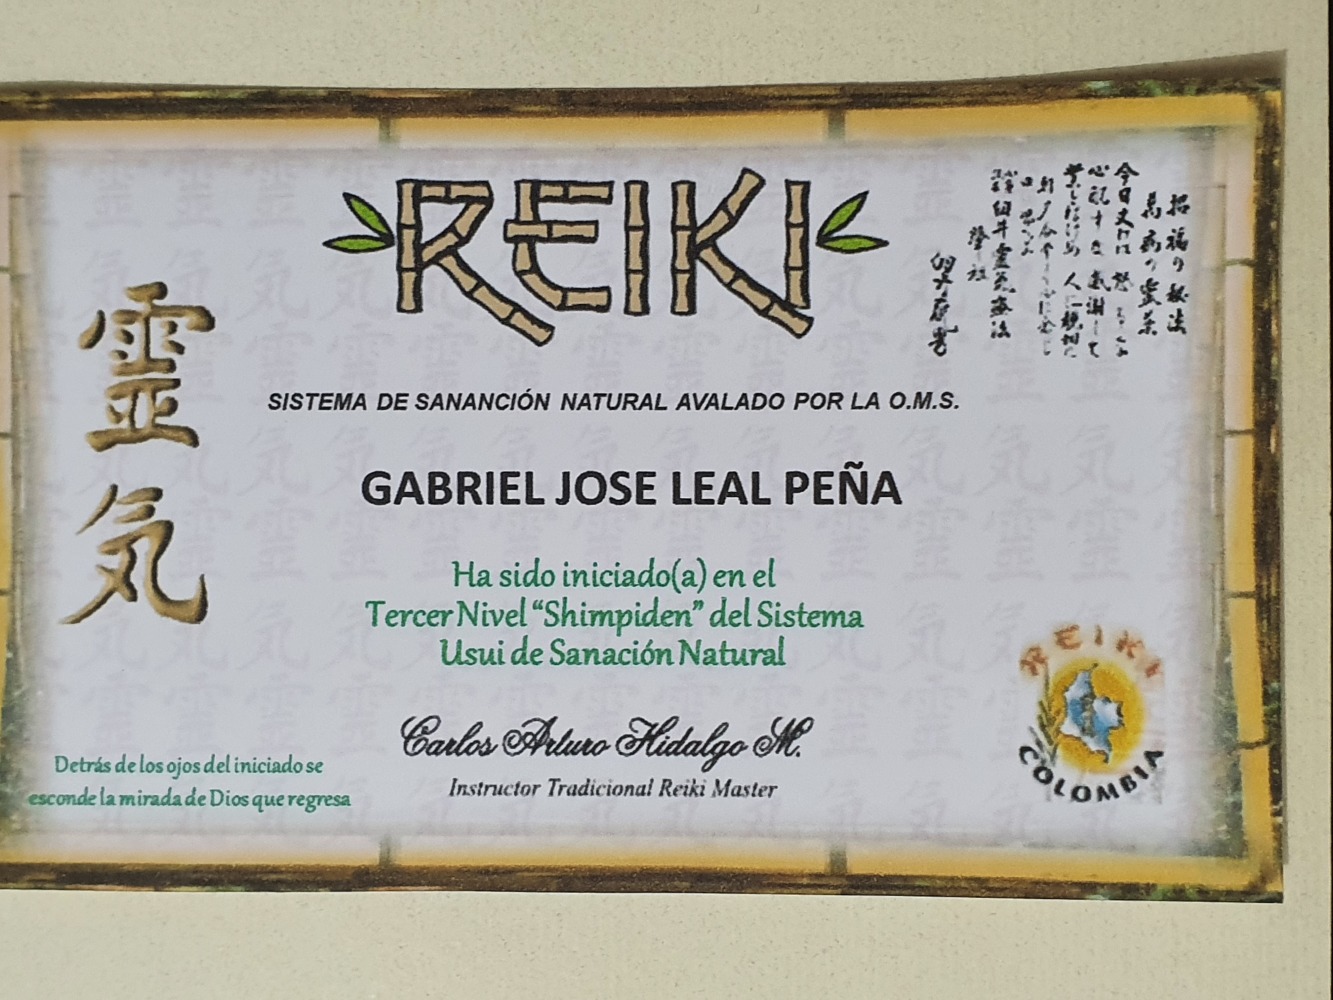 REIKI
招福の秘法
萬病の霊薬
霊
気
SISTEMA DE SANANCIÓN NATURAL AVALADO POR LA O.M.S.
GABRIEL JOSE LEAL PEÑA
Ha sido iniciado(a) en el
Tercer Nivel “Shimpiden” del Sistema
Usui de Sanación Natural
Carlos Arturo Hidalgo M.
Instructor Tradicional Reiki Master
Detrás de los ojos del iniciado se
esconde la mirada de Dios que regresa
REIKI
COLOMBIA